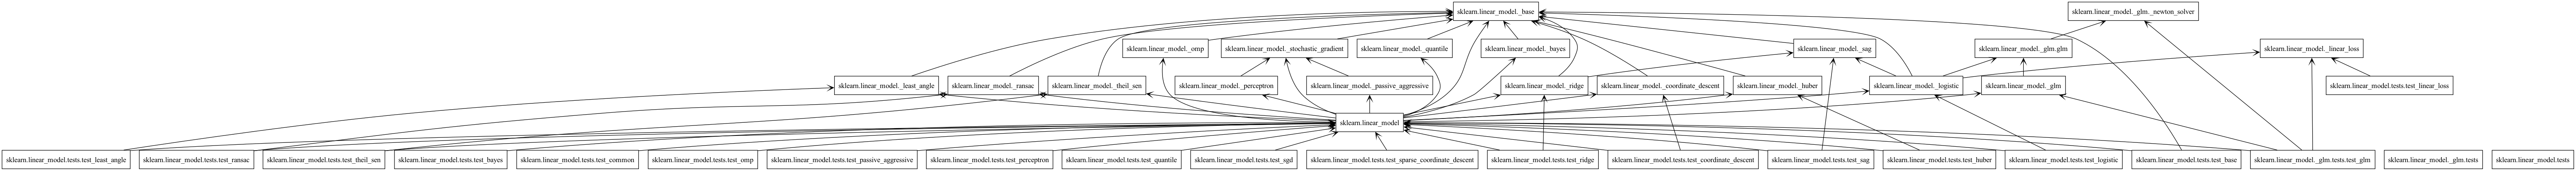 sklearn.linear_model._base
sklearn.linear_model._glm._newton_solver
sklearn.linear_model._omp
sklearn.linear_model._stochastic_gradient
sklearn.linear_model._quantile
sklearn.linear_model._bayes
sklearn.linear_model._sag
sklearn.linear_model._glm.glm
sklearn.linear_model._linear_loss
sklearn.linear_model._least_angle
sklearn.linear_model._ransac
sklearn.linear_model._theil_sen
sklearn.linear_model._perceptron
sklearn.linear_model._passive_aggressive
sklearn.linear_model._ridge
sklearn.linear_model._coordinate_descent
sklearn.linear_model._huber
sklearn.linear_model._logistic
sklearn.linear_model._glm
sklearn.linear_model.tests.test_linear_loss
sklearn.linear_model
sklearn.linear_model.tests.test_least_angle
sklearn.linear_model.tests.test_ransac
sklearn.linear_model.tests.test_theil_sen
sklearn.linear_model.tests.test_bayes
sklearn.linear_model.tests.test_common
sklearn.linear_model.tests.test_omp
sklearn.linear_model.tests.test_passive_aggressive
sklearn.linear_model.tests.test_perceptron
sklearn.linear_model.tests.test_quantile
sklearn.linear_model.tests.test_sgd
sklearn.linear_model.tests.test_sparse_coordinate_descent
sklearn.linear_model.tests.test_ridge
sklearn.linear_model.tests.test_coordinate_descent
sklearn.linear_model.tests.test_sag
sklearn.linear_model.tests.test_huber
sklearn.linear_model.tests.test_logistic
sklearn.linear_model.tests.test_base
sklearn.linear_model._glm.tests.test_glm
sklearn.linear_model._glm.tests
sklearn.linear_model.tests